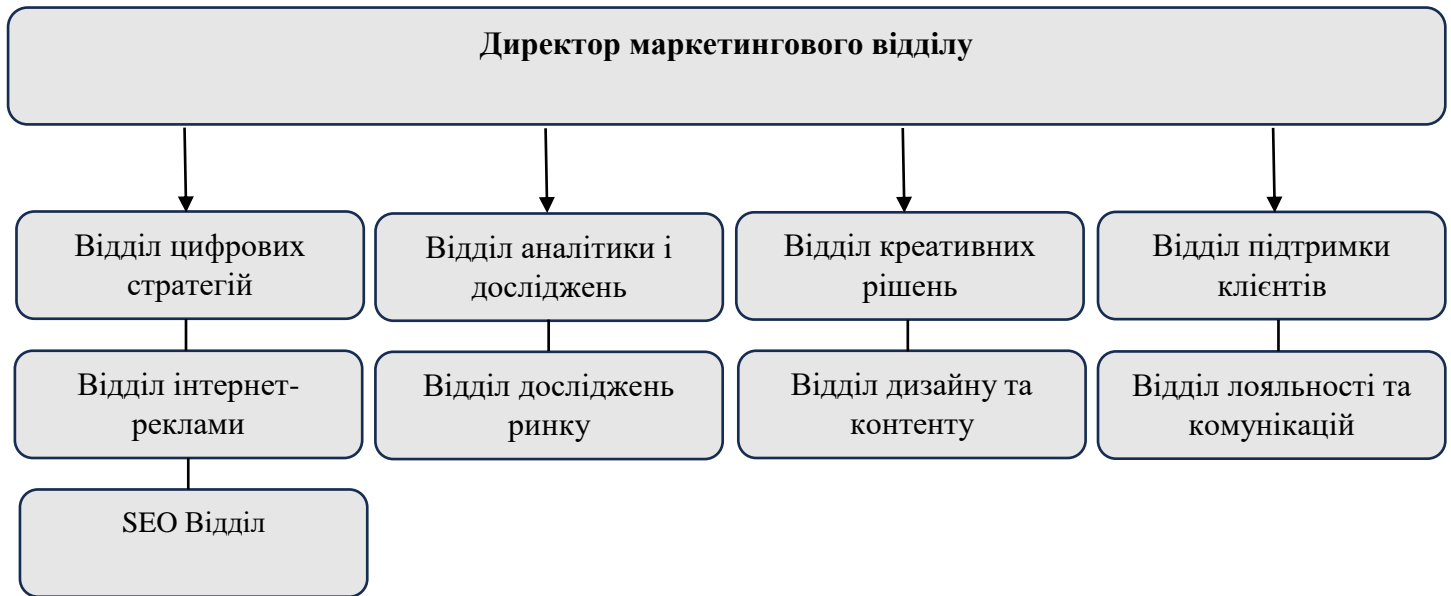 Директор маркетингового відділу
Відділ цифрових
стратегій
Відділ аналітики і
досліджень
Відділ креативних
рішень
Відділ підтримки
клієнтів
Відділ інтернет-
реклами
Відділ досліджень
ринку
Відділ дизайну та
контенту
Відділ лояльності та
комунікацій
SEO Відділ